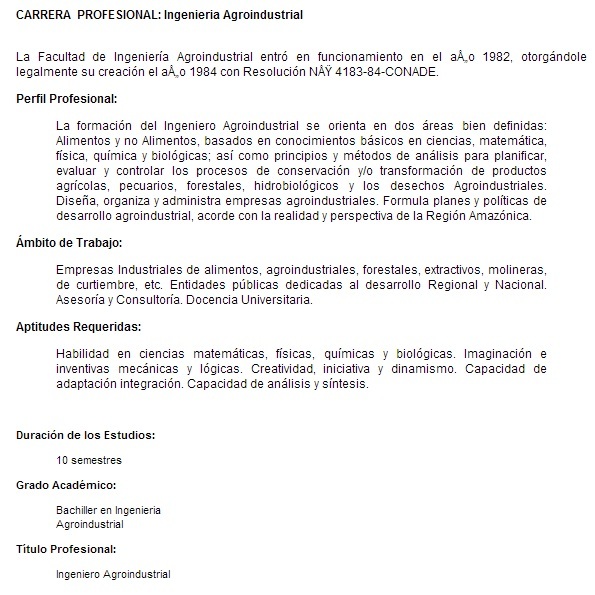 CARRERA PROFESIONAL: Ingenieria Agroindustrial
La Facultad de Ingeniería Agroindustrial entró en funcionamiento en el aÅ„o 1982, otorgándole
legalmente su creación el aÅ„o 1984 con Resolución NÂŸ 4183-84-CONADE.
Perfil Profesional:
La formación del Ingeniero Agroindustrial se orienta en dos áreas bien definidas:
Alimentos y no Alimentos, basados en conocimientos básicos en ciencias, matemática,
física, química y biológicas; así como principios y métodos de análisis para planificar,
evaluar y controlar los procesos de conservación y/o transformación de productos
agrícolas, pecuarios, forestales, hidrobiológicos y los desechos Agroindustriales.
Diseña, organiza y administra empresas agroindustriales. Formula planes y políticas de
desarrollo agroindustrial, acorde con la realidad y perspectiva de la Región Amazónica.
Ámbito de Trabajo:
Empresas Industriales de alimentos, agroindustriales, forestales, extractivos, molineras,
de curtiembre, etc. Entidades públicas dedicadas al desarrollo Regional y Nacional.
Asesoría y Consultoría. Docencia Universitaria.
Aptitudes Requeridas:
Habilidad en ciencias matemáticas, físicas, químicas y biológicas. Imaginación e
inventivas mecánicas y lógicas. Creatividad, iniciativa y dinamismo. Capacidad de
adaptación integración. Capacidad de análisis y síntesis.
Duración de los Estudios:
10 semestres
Grado Académico:
Bachiller en Ingenieria
Agroindustrial
Título Profesional:
Ingeniero Agroindustrial